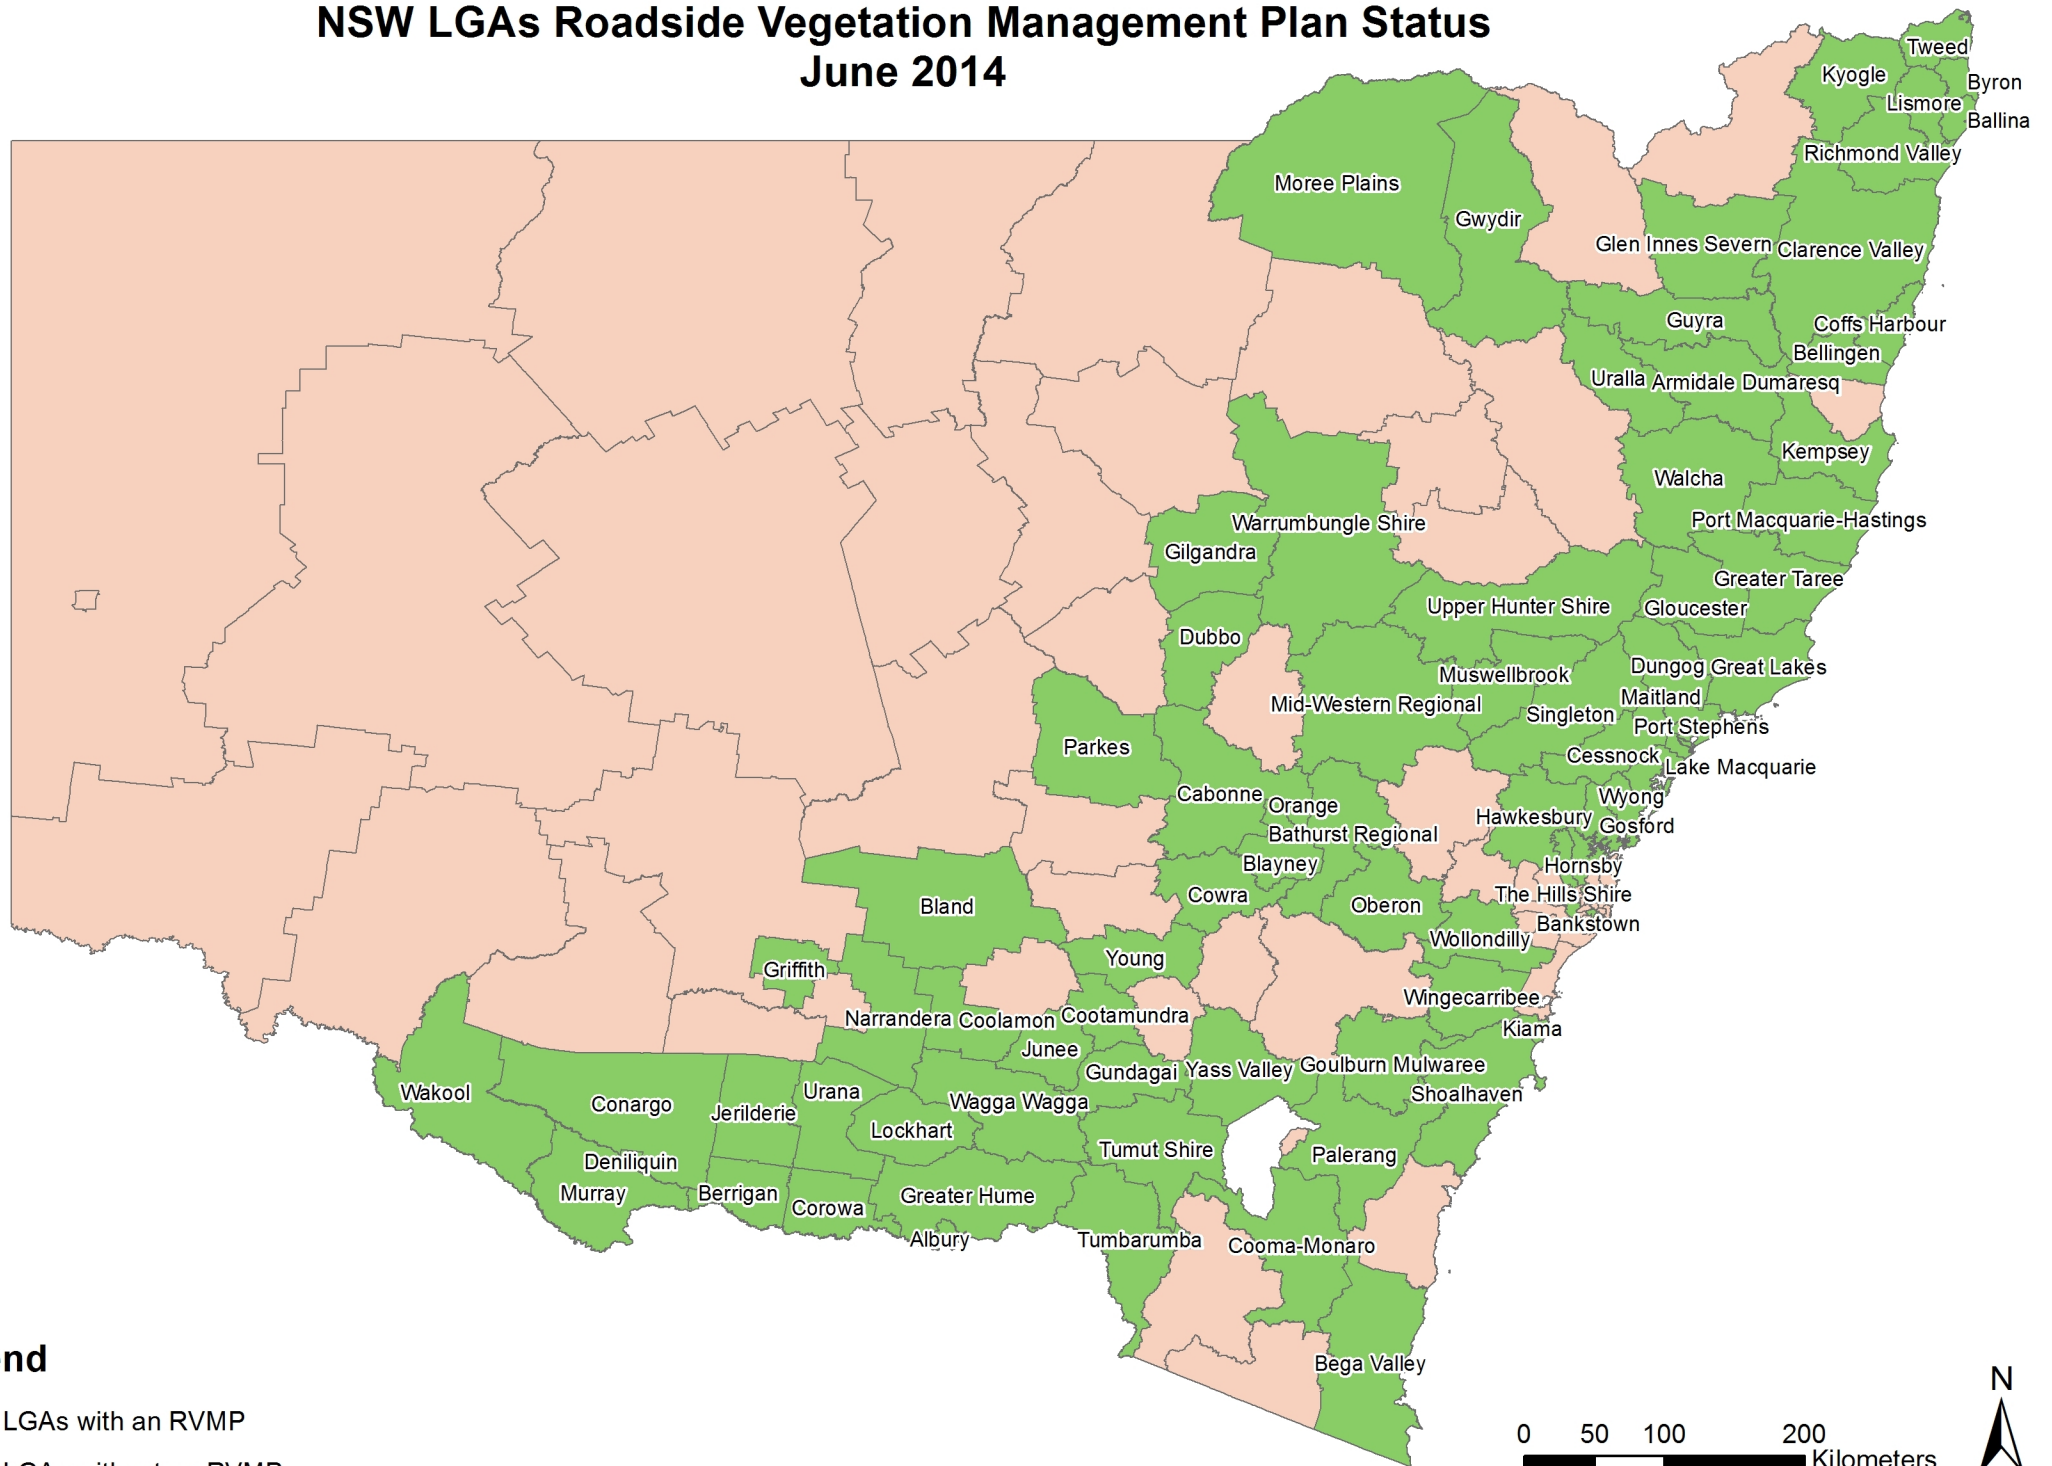 NSW LGAs Roadside Vegetation Management Plan Status
June 2014
Tweed
Kyogle
Byron
Lismore
Ballina
Richmond Valley
Moree Plains
Gwydir
Glen Innes Severn
Clarence Valley
Guyra
Coffs Harbour
Bellingen
Uralla
Armidale Dumaresq
Kempsey
Walcha
Port Macquarie-Hastings
Warrumbungle Shire
Gilgandra
Greater Taree
Upper Hunter Shire
Gloucester
Dubbo
Dungog
Great Lakes
Muswellbrook
Maitland
Mid-Western Regional
Singleton
Port Stephens
Parkes
Cessnock
Lake Macquarie
Cabonne
Orange
Wyong
Hawkesbury
Gosford
Bathurst Regional
Blayney
Hornsby
Cowra
The Hills Shire
Bland
Oberon
Bankstown
Wollondilly
Young
Griffith
Wingecarribee
Narrandera
Coolamon
Cootamundra
Kiama
Junee
Gundagai
Yass Valley
Goulburn Mulwaree
Wakool
Urana
Shoalhaven
Conargo
Jerilderie
Wagga Wagga
Lockhart
Tumut Shire
Palerang
Deniliquin
Murray
Berrigan
Greater Hume
Corowa
Albury
Tumbarumba
Cooma-Monaro
Bega Valley
nd
LGAs with an RVMP
N
0 50 100 200
Kilometers